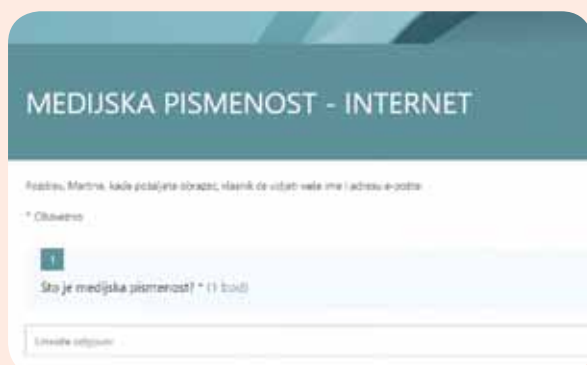 MEDIJSKA PISMENOST - INTERNET
Pozdrav, Martina, kada pošaljete obrazac, vlasnik će vidjeti vaše ime i adresu e-pošte.
* Obavezno
1
Što je medijska pismenost? * (1 bod)
Unesite odgovor